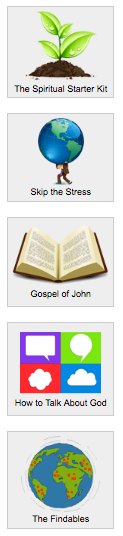 The Spiritual Starter Kit
Skip the Stress
Gospel of John
How to Talk About God
The Findables